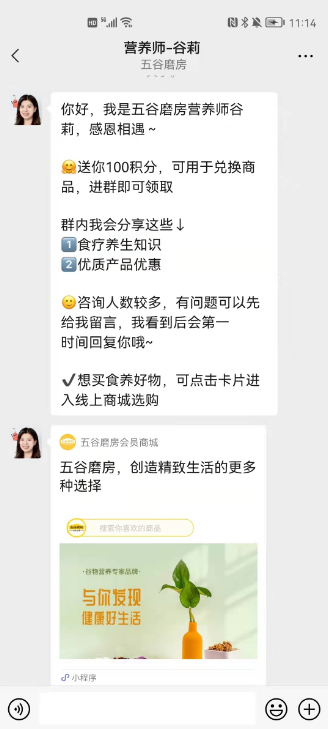 HD 5G 11:14
营养师-谷莉
五谷磨房
你好，我是五谷磨房营养师谷
莉，感恩相遇～
🤗送你100积分，可用于兑换商
品，进群即可领取
群内我会分享这些↓
1️⃣食疗养生知识
2️⃣优质产品优惠
🙂咨询人数较多，有问题可以先
给我留言，我看到后会第一
时间回复你哦~
✔想买食养好物，可点击卡片进
入线上商城选购
五谷磨房会员商城
五谷磨房，创造精致生活的更多
种选择
搜索你喜欢的商品
·谷物营养专家品牌·
与你发现
健康好生活
小程序